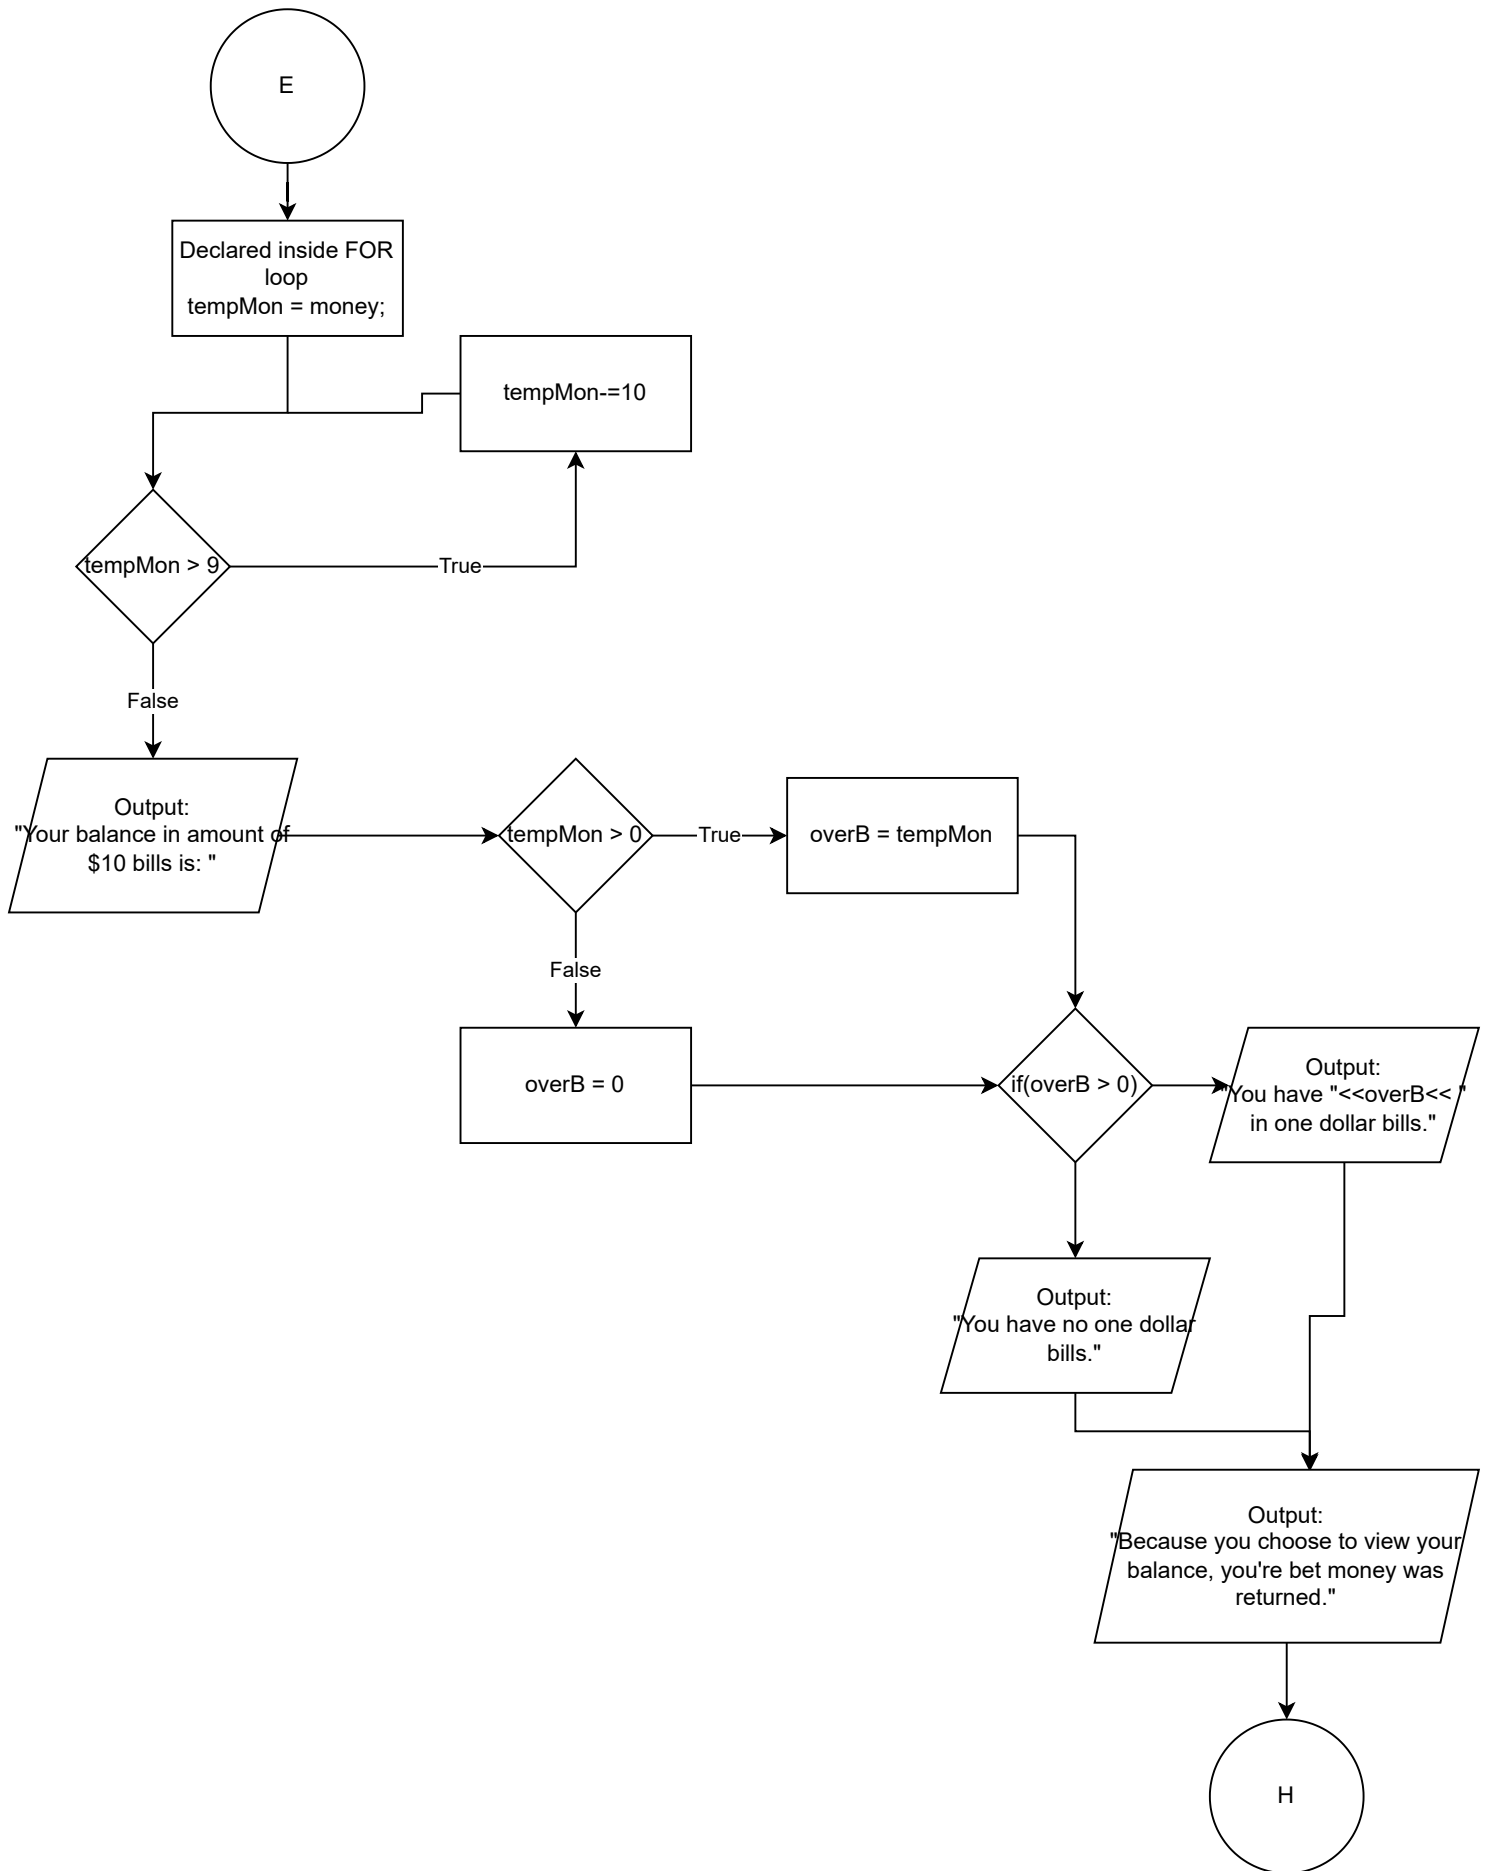 E
Declared inside FOR
loop
tempMon = money;
tempMon-=10
tempMon > 9
True
False
Output:
"Your balance in amount of
$10 bills is: "
tempMon > 0
True
overB = tempMon
False
overB = 0
if(overB > 0)
Output:
"You have "<<overB<< "
in one dollar bills."
Output:
"You have no one dollar
bills."
Output:
"Because you choose to view your
balance, you're bet money was
returned."
H